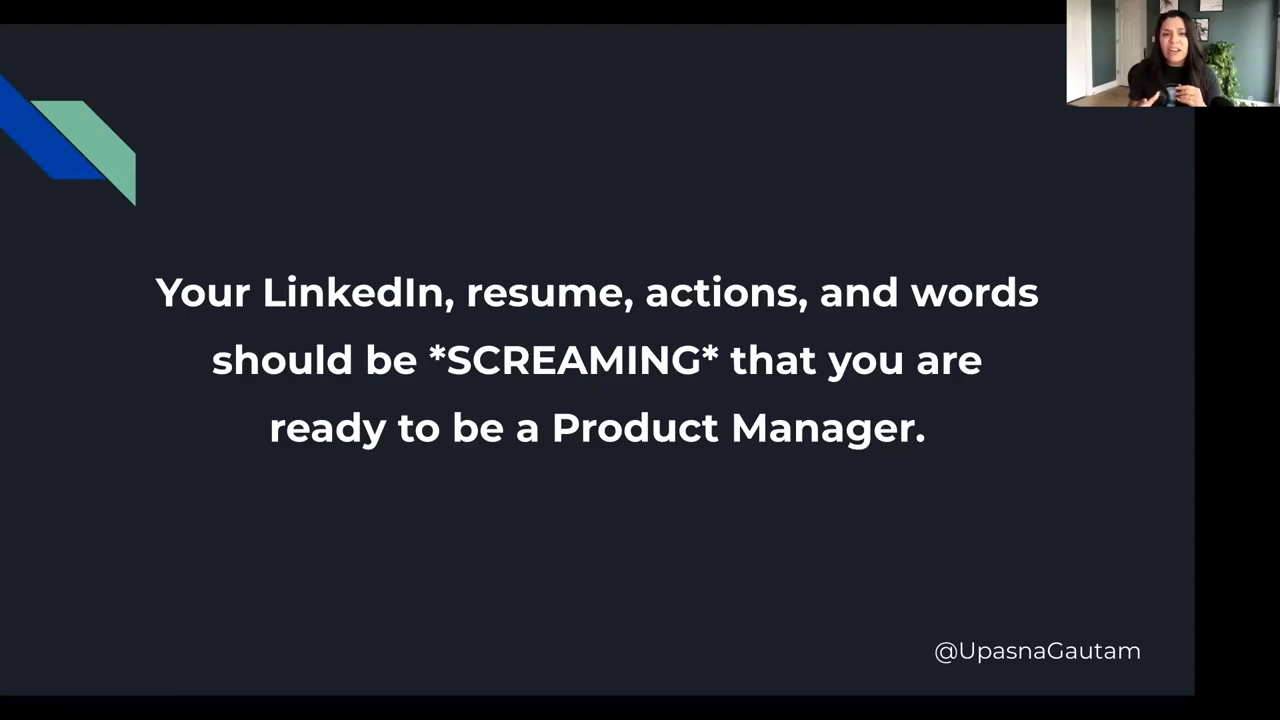 Your LinkedIn, resume, actions, and words
should be *SCREAMING* that you are
ready to be a Product Manager.
@UpasnaGautam